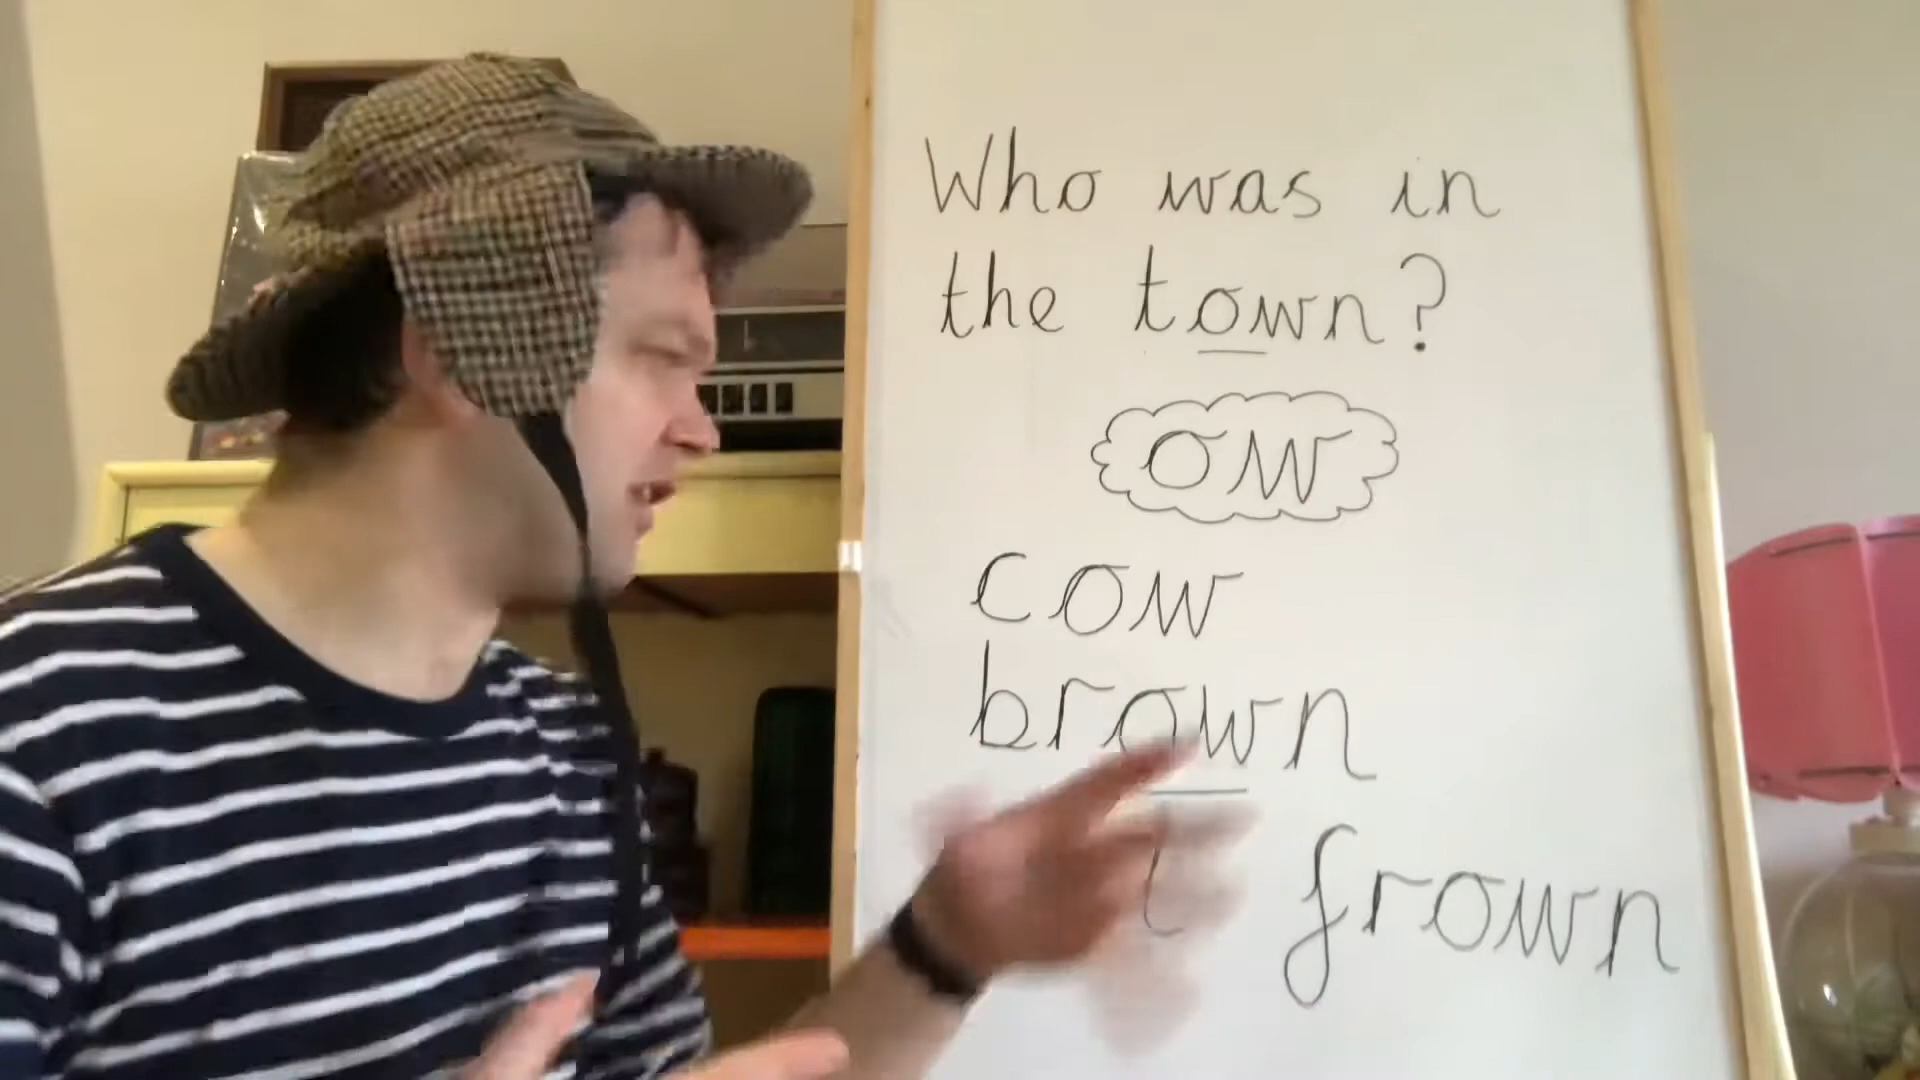 Who was in
the town?
ow
cow
brown
frown